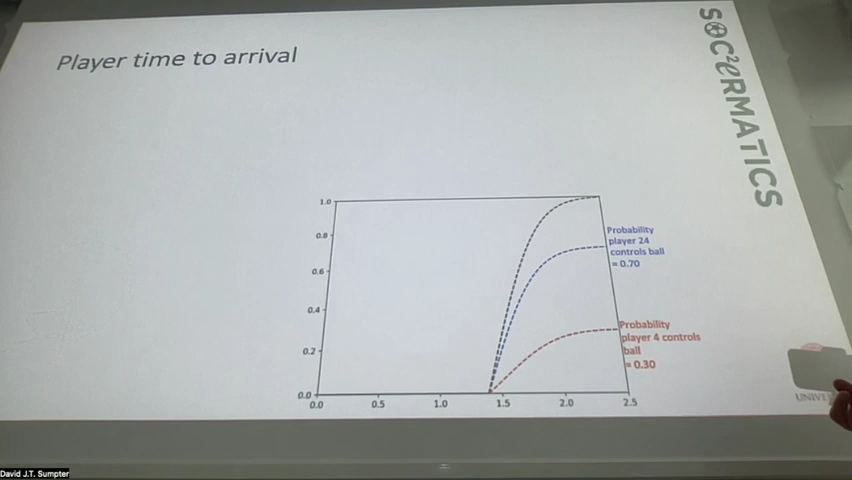 Player time to arrival
SOC²eRMATICS
1.0
0.8
0.6
0.4
0.2
0.0
0.0 0.5 1.0 1.5 2.0 2.5
Probability
player 24
controls ball
= 0.70
Probability
player 4 controls
ball
= 0.30
David J.T. Sumpter